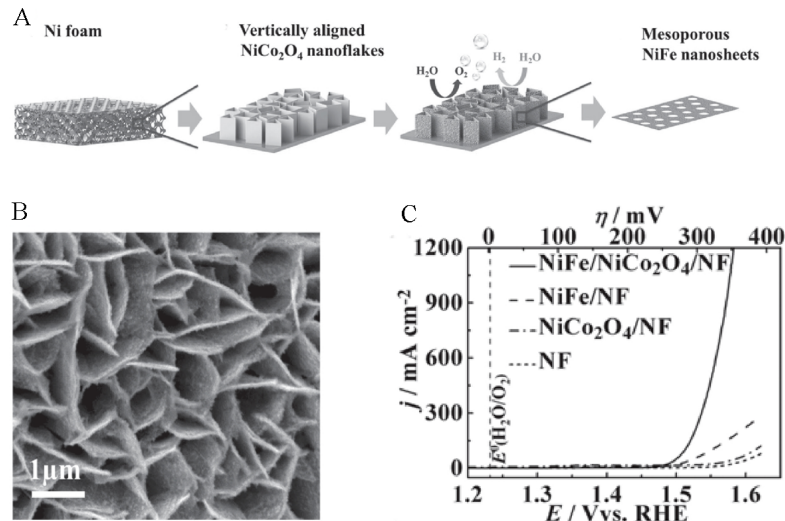 A
Ni foam
Vertically aligned
NiCo₂O₄ nanoflakes
H₂O
O₂
H₂
H₂O
Mesoporous
NiFe nanosheets
B
1μm
C
η / mV
0 100 200 300 400
1200
900
600
300
0
j / mA cm⁻²
NiFe/NiCo₂O₄/NF
NiFe/NF
NiCo₂O₄/NF
NF
E⁰(H₂O/O₂)
1.2 1.3 1.4 1.5 1.6
E / Vvs. RHE